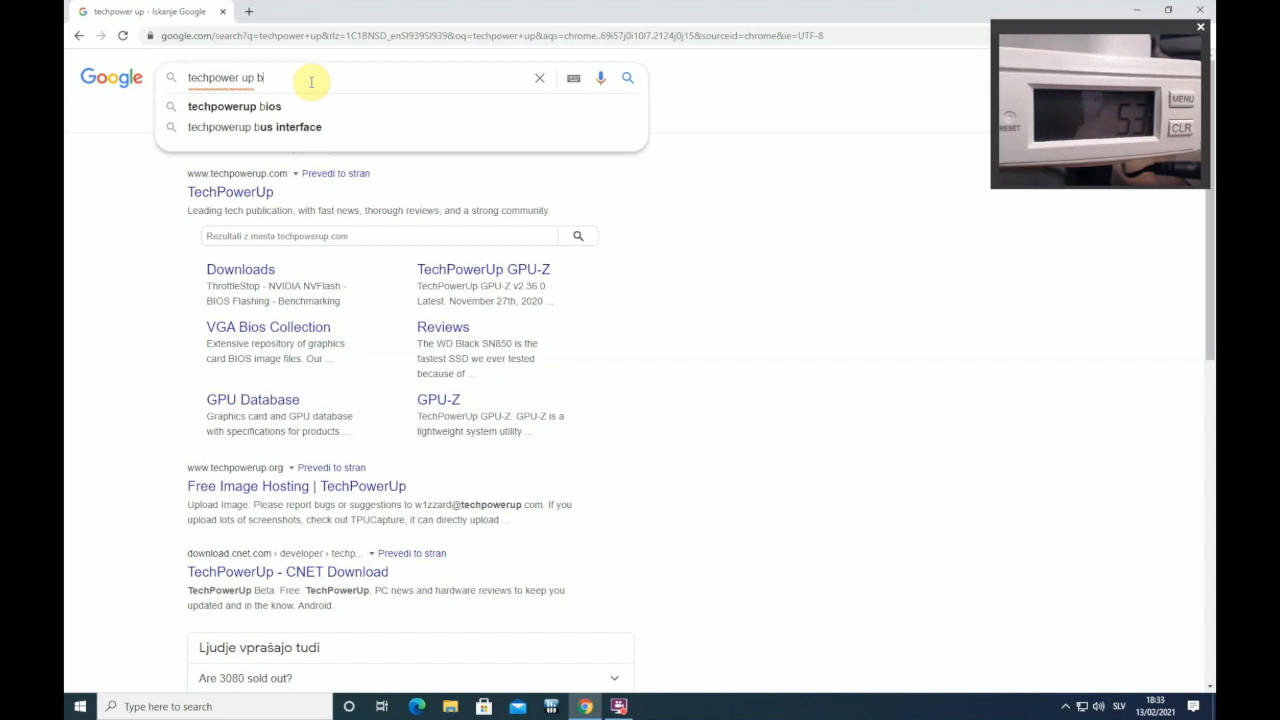 techpower up - Iskanje Google
google.com/search?q=techpower+up&rlz=1C1BNSD_enSI939SI939&oq=techpower+up&aqs=chrome..69i57j0i10l7.2124j0j15&sourceid=chrome&ie=UTF-8
Google
techpower up b
techpowerup bios
techpowerup bus interface
www.techpowerup.com Prevedi to stran
TechPowerUp
Leading tech publication, with fast news, thorough reviews, and a strong community.
Rezultati z mesta techpowerup.com
Downloads
ThrottleStop - NVIDIA NVFlash -
BIOS Flashing - Benchmarking
TechPowerUp GPU-Z
TechPowerUp GPU-Z v2.36.0.
Latest. November 27th, 2020 ...
VGA Bios Collection
Extensive repository of graphics
card BIOS image files. Our ...
Reviews
The WD Black SN850 is the
fastest SSD we ever tested
because of ...
GPU Database
Graphics card and GPU database
with specifications for products ...
GPU-Z
TechPowerUp GPU-Z. GPU-Z is a
lightweight system utility ...
www.techpowerup.org Prevedi to stran
Free Image Hosting | TechPowerUp
Upload Image. Please report bugs or suggestions to w1zzard@techpowerup.com. If you
upload lots of screenshots, check out TPUCapture, it can directly upload ...
download.cnet.com › developer › techp... Prevedi to stran
TechPowerUp - CNET Download
TechPowerUp Beta. Free. TechPowerUp, PC news and hardware reviews to keep you
updated and in the know. Android.
Ljudje vprašajo tudi
Are 3080 sold out?
MENU
RESET
53
CLR
Type here to search
SLV
18:33
13/02/2021